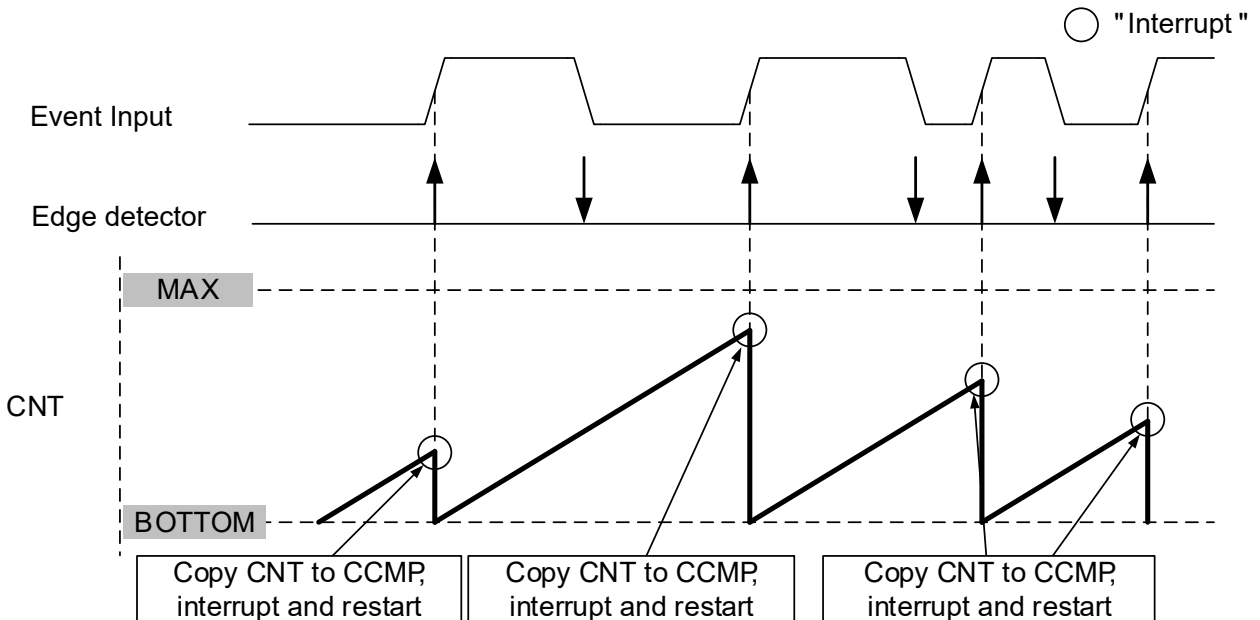 "Interrupt "
Event Input
Edge detector
MAX
CNT
BOTTOM
Copy CNT to CCMP,
interrupt and restart
Copy CNT to CCMP,
interrupt and restart
Copy CNT to CCMP,
interrupt and restart